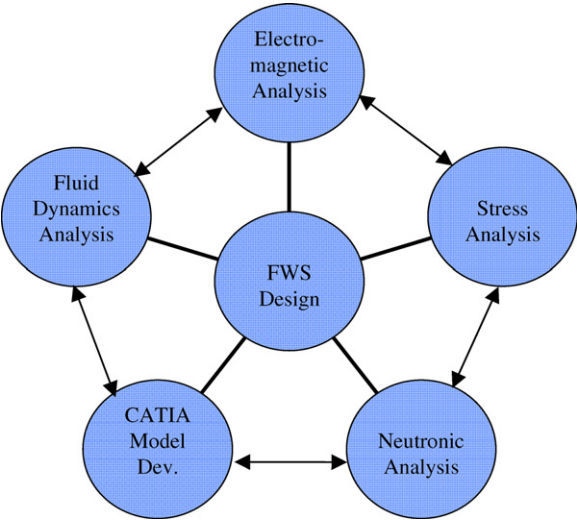 Electro-
magnetic
Analysis
Fluid
Dynamics
Analysis
Stress
Analysis
FWS
Design
CATIA
Model
Dev.
Neutronic
Analysis